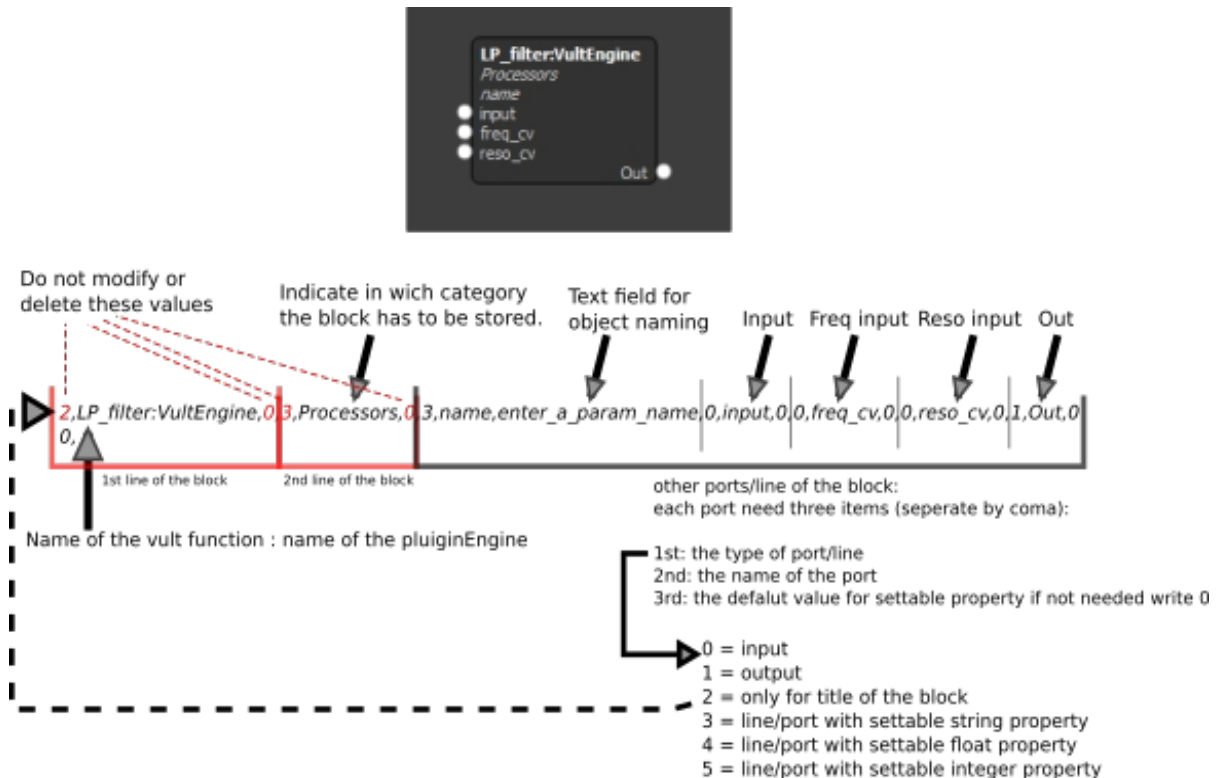 LP_filter:VultEngine
Processors
name
input
freq_cv
reso_cv
Out
Do not modify or
delete these values
Indicate in wich category
the block has to be stored.
Text field for
object naming
Input
Freq input
Reso input
Out
2,LP_filter:VultEngine,0,3,Processors,0,3,name,enter_a_param_name,0,input,0,0,freq_cv,0,0,reso_cv,0,1,Out,0
0,
1st line of the block
2nd line of the block
other ports/line of the block:
each port need three items (seperate by coma):
Name of the vult function : name of the pluiginEngine
1st: the type of port/line
2nd: the name of the port
3rd: the defalut value for settable property if not needed write 0
0 = input
1 = output
2 = only for title of the block
3 = line/port with settable string property
4 = line/port with settable float property
5 = line/port with settable integer property